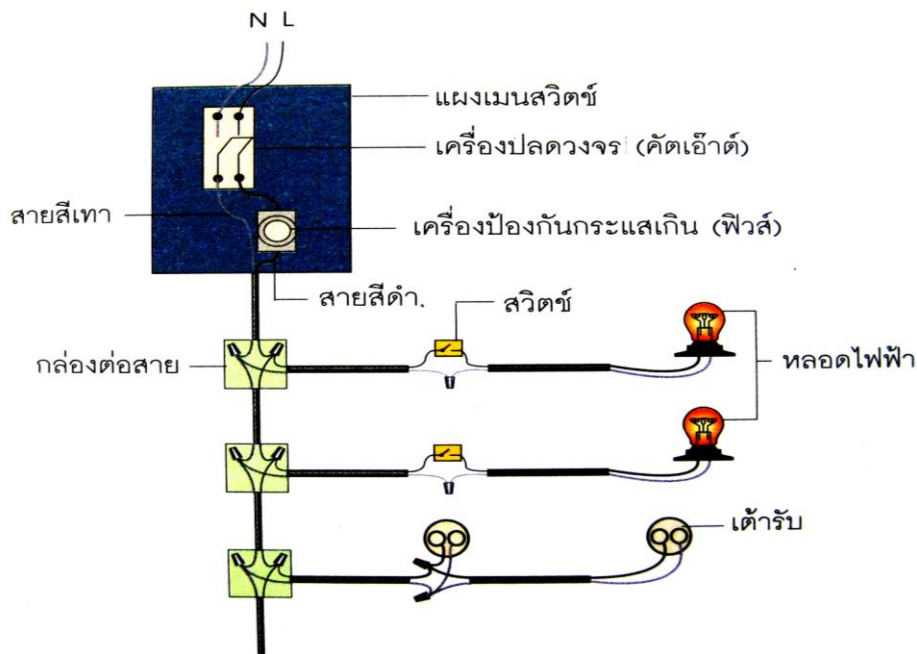 N L
แผงเมนสวิตช์
เครื่องปลดวงจร (คัตเอ๊าต์)
สายสีเทา
เครื่องป้องกันกระแสเกิน (ฟิวส์)
สายสีดำ.
สวิตช์
กล่องต่อสาย
หลอดไฟฟ้า
เต้ารับ